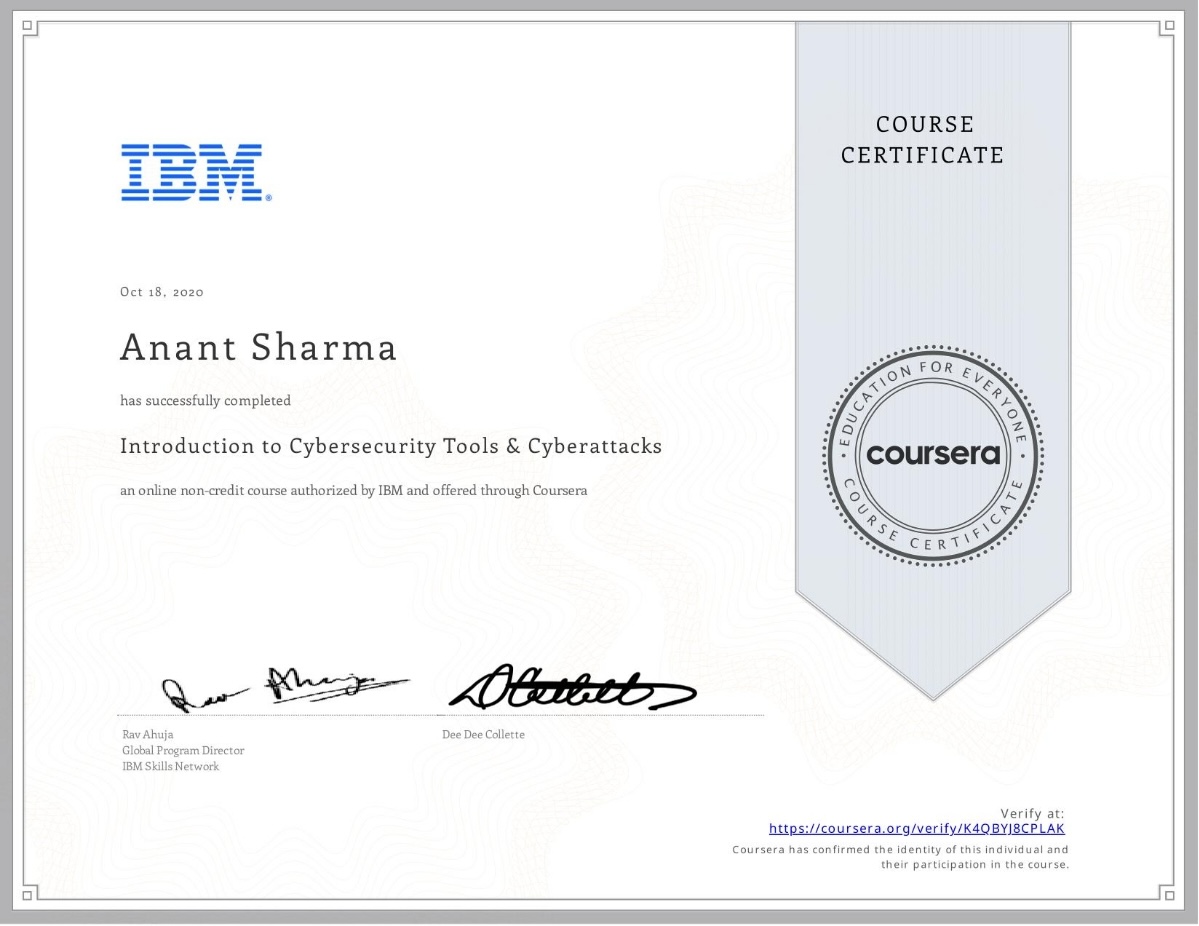 COURSE
CERTIFICATE
IBM®
Oct 18, 2020
Anant Sharma
has successfully completed
Introduction to Cybersecurity Tools & Cyberattacks
an online non-credit course authorized by IBM and offered through Coursera
• EDUCATION FOR EVERYONE •
coursera
COURSE CERTIFICATE
Rav Ahuja
Global Program Director
IBM Skills Network
Dee Dee Collette
Verify at:
https://coursera.org/verify/K4QBYJ8CPLAK
Coursera has confirmed the identity of this individual and
their participation in the course.